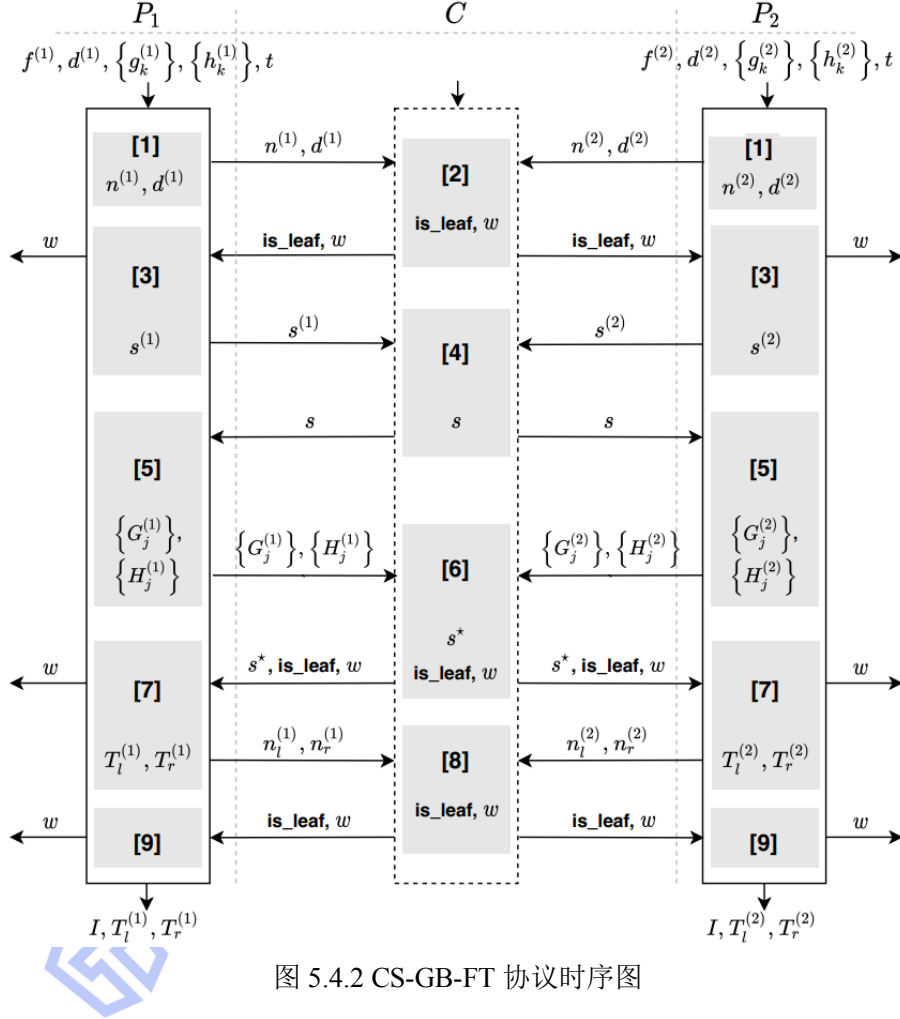 P₁ C P₂
f⁽¹⁾, d⁽¹⁾, {g_k⁽¹⁾}, {h_k⁽¹⁾}, t f⁽²⁾, d⁽²⁾, {g_k⁽²⁾}, {h_k⁽²⁾}, t
[1] n⁽¹⁾, d⁽¹⁾ n⁽²⁾, d⁽²⁾ [1]
n⁽¹⁾, d⁽¹⁾ [2] n⁽²⁾, d⁽²⁾
is_leaf, w
w is_leaf, w is_leaf, w w
[3] [3]
s⁽¹⁾ s⁽²⁾
s⁽¹⁾ [4] s⁽²⁾
s s s
[5] [5]
{G_j⁽¹⁾}, {G_j⁽²⁾},
{H_j⁽¹⁾} {G_j⁽¹⁾}, {H_j⁽¹⁾} {G_j⁽²⁾}, {H_j⁽²⁾} {H_j⁽²⁾}
[6]
s*
w s*, is_leaf, w is_leaf, w s*, is_leaf, w w
[7] [7]
T_l⁽¹⁾, T_r⁽¹⁾ n_l⁽¹⁾, n_r⁽¹⁾ n_l⁽²⁾, n_r⁽²⁾ T_l⁽²⁾, T_r⁽²⁾
[8]
is_leaf, w
w is_leaf, w is_leaf, w w
[9] [9]
I, T_l⁽¹⁾, T_r⁽¹⁾ I, T_l⁽²⁾, T_r⁽²⁾
图 5.4.2 CS-GB-FT 协议时序图